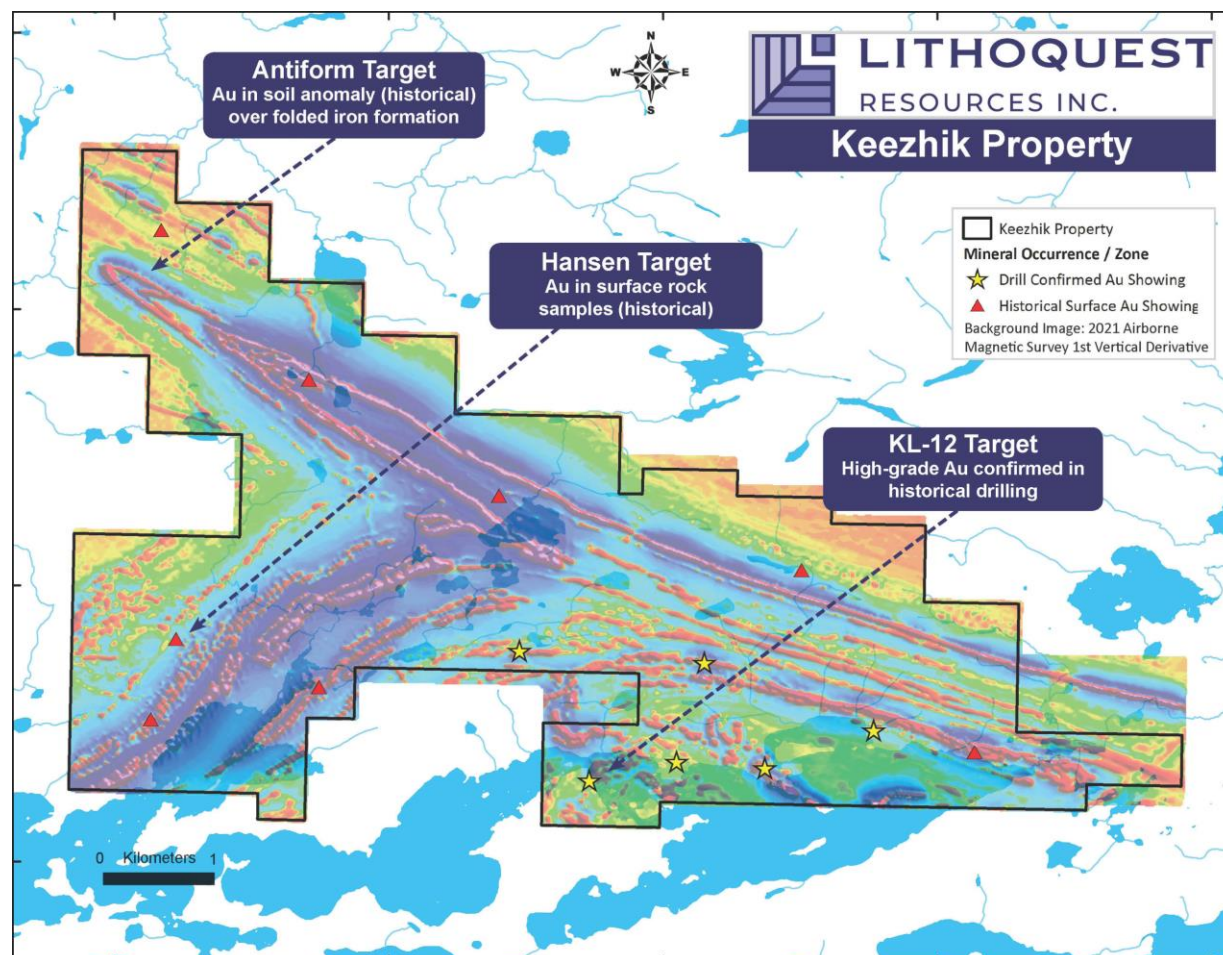 Antiform Target
Au in soil anomaly (historical)
over folded iron formation
N
W
E
S
LITHOQUEST
RESOURCES INC.
Keezhik Property
Hansen Target
Au in surface rock
samples (historical)
Keezhik Property
Mineral Occurrence / Zone
Drill Confirmed Au Showing
Historical Surface Au Showing
Background Image: 2021 Airborne
Magnetic Survey 1st Vertical Derivative
KL-12 Target
High-grade Au confirmed in
historical drilling
0 Kilometers 1